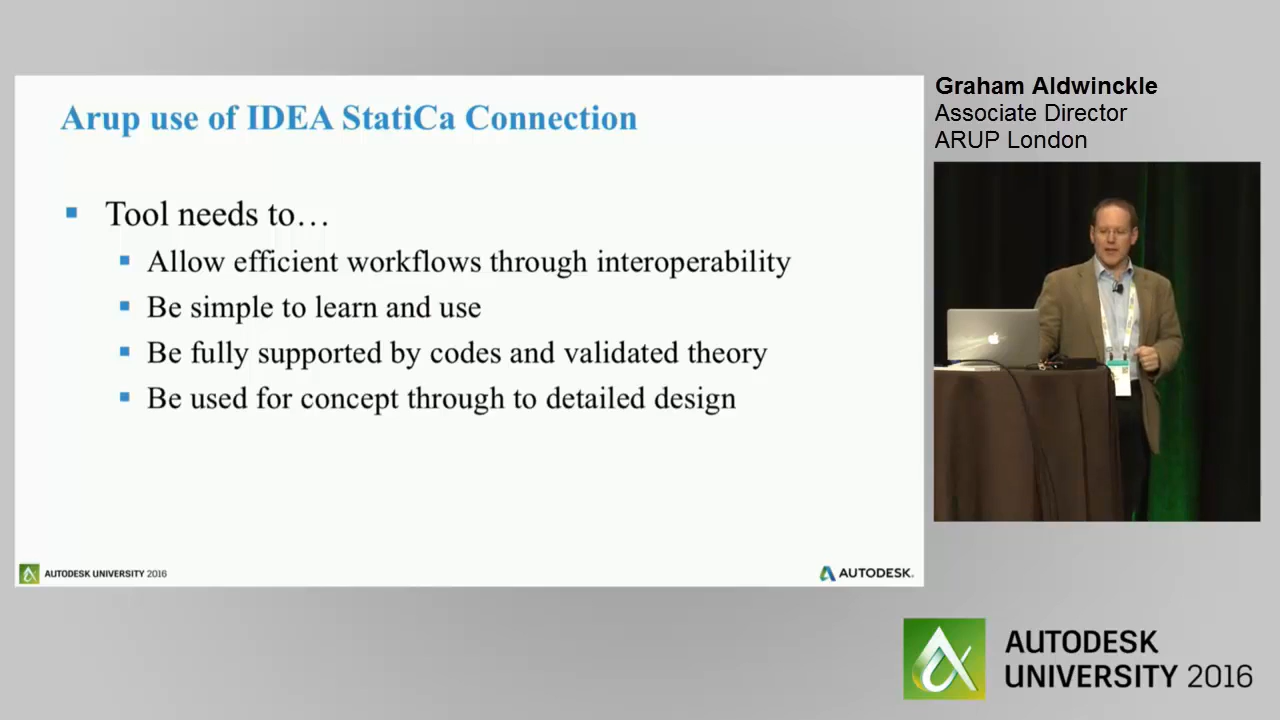 Arup use of IDEA StatiCa Connection
Tool needs to…
Allow efficient workflows through interoperability
Be simple to learn and use
Be fully supported by codes and validated theory
Be used for concept through to detailed design
AUTODESK UNIVERSITY 2016
AUTODESK.
Graham Aldwinckle
Associate Director
ARUP London
AUTODESK
UNIVERSITY 2016